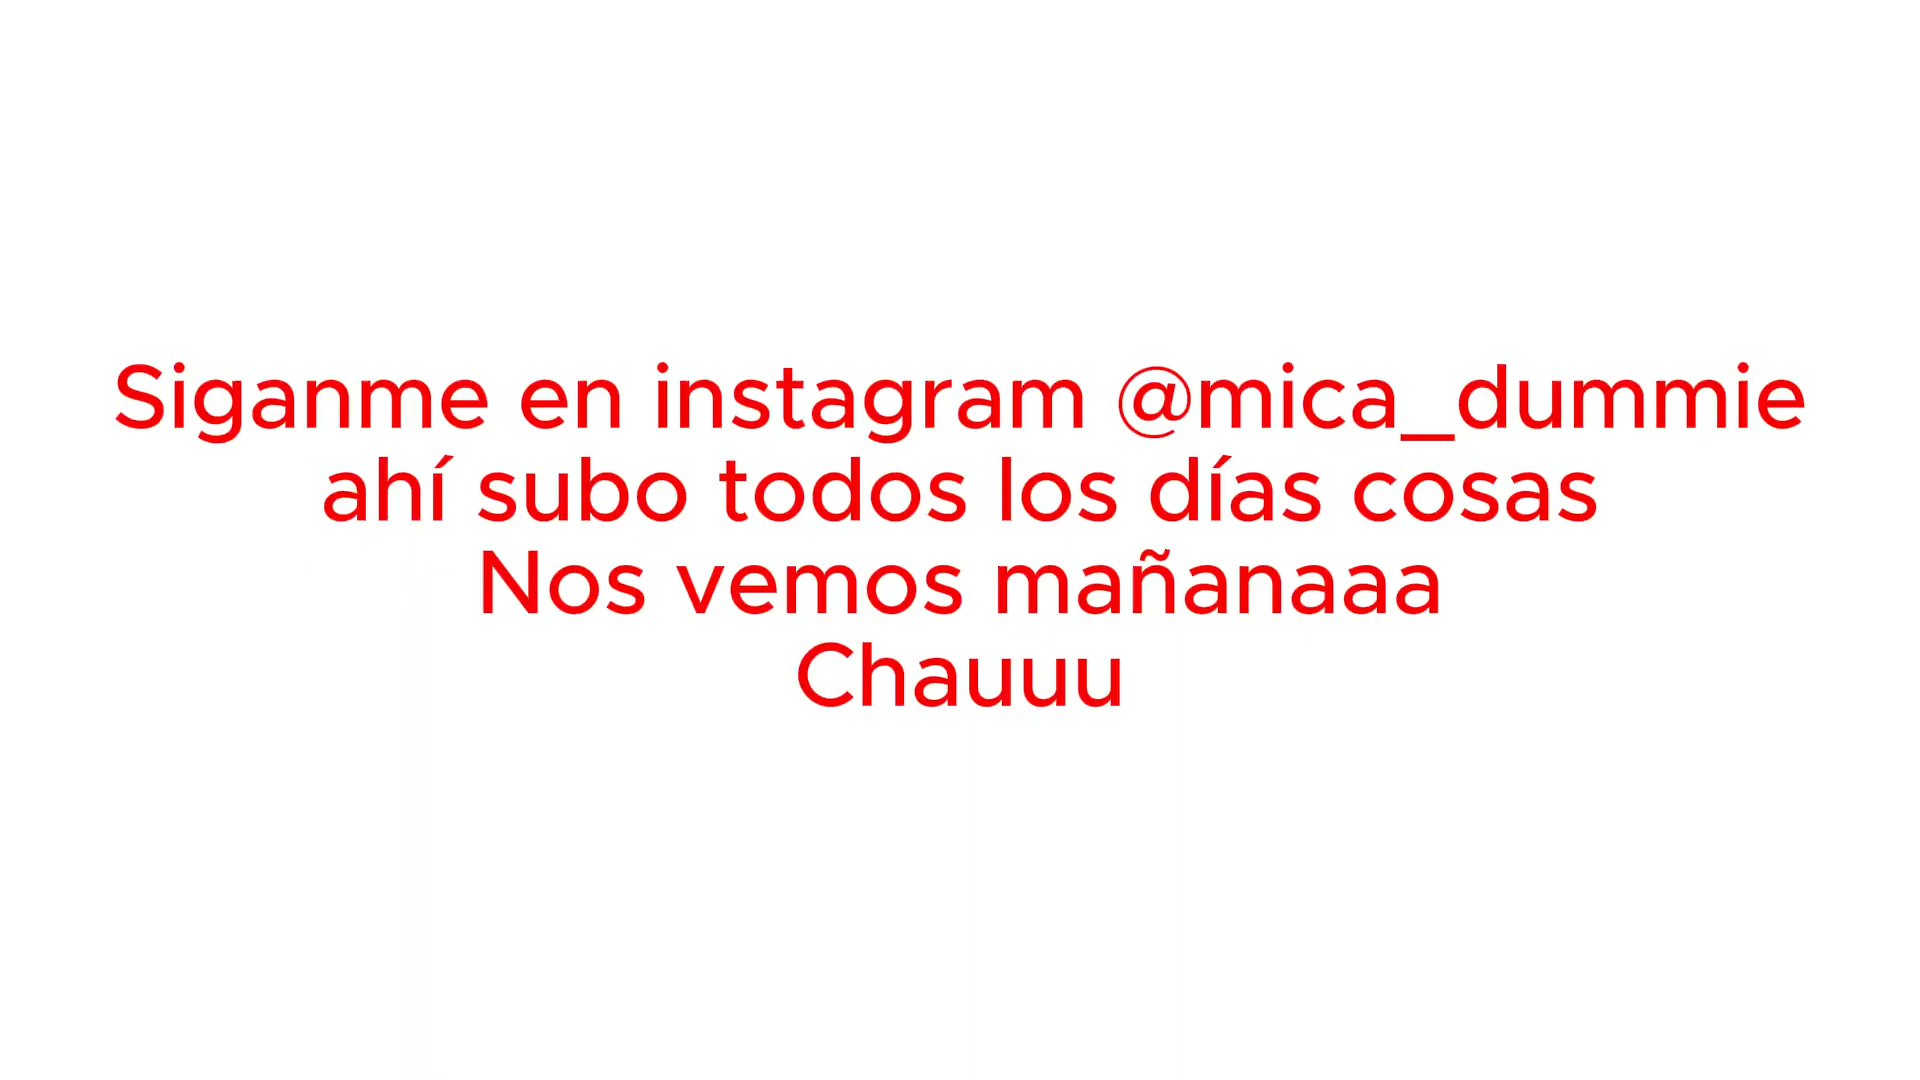 Siganme en instagram @mica_dummie
ahí subo todos los días cosas
Nos vemos mañanaaa
Chauuu